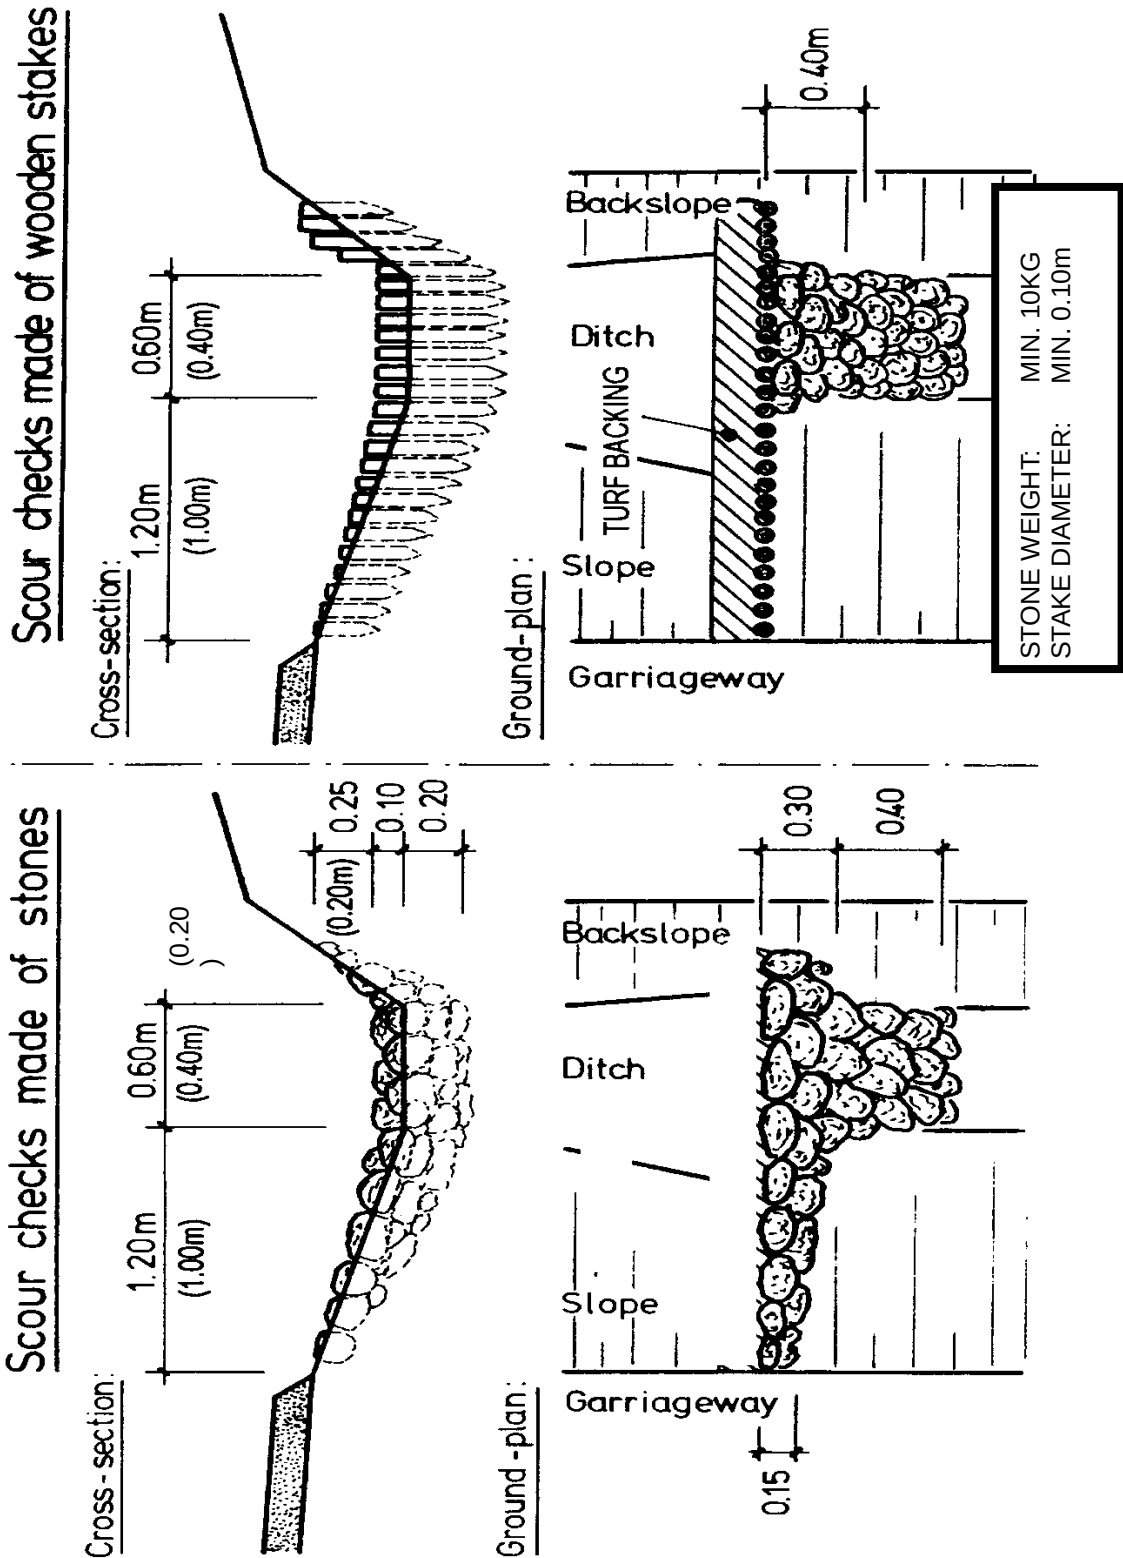 Scour checks made of stones
Cross-section:
1.20m
(1.00m)
0.60m
(0.40m)
(0.20
)
(0.20m)
0.25
0.10
0.20
Ground-plan:
Garriageway
Slope
Ditch
Backslope
0.15
0.30
0.40
Scour checks made of wooden stakes
Cross-section:
1.20m
(1.00m)
0.60m
(0.40m)
Ground-plan:
Garriageway
Slope
TURF BACKING
Ditch
Backslope
0.40m
STONE WEIGHT: MIN. 10KG
STAKE DIAMETER: MIN. 0.10m